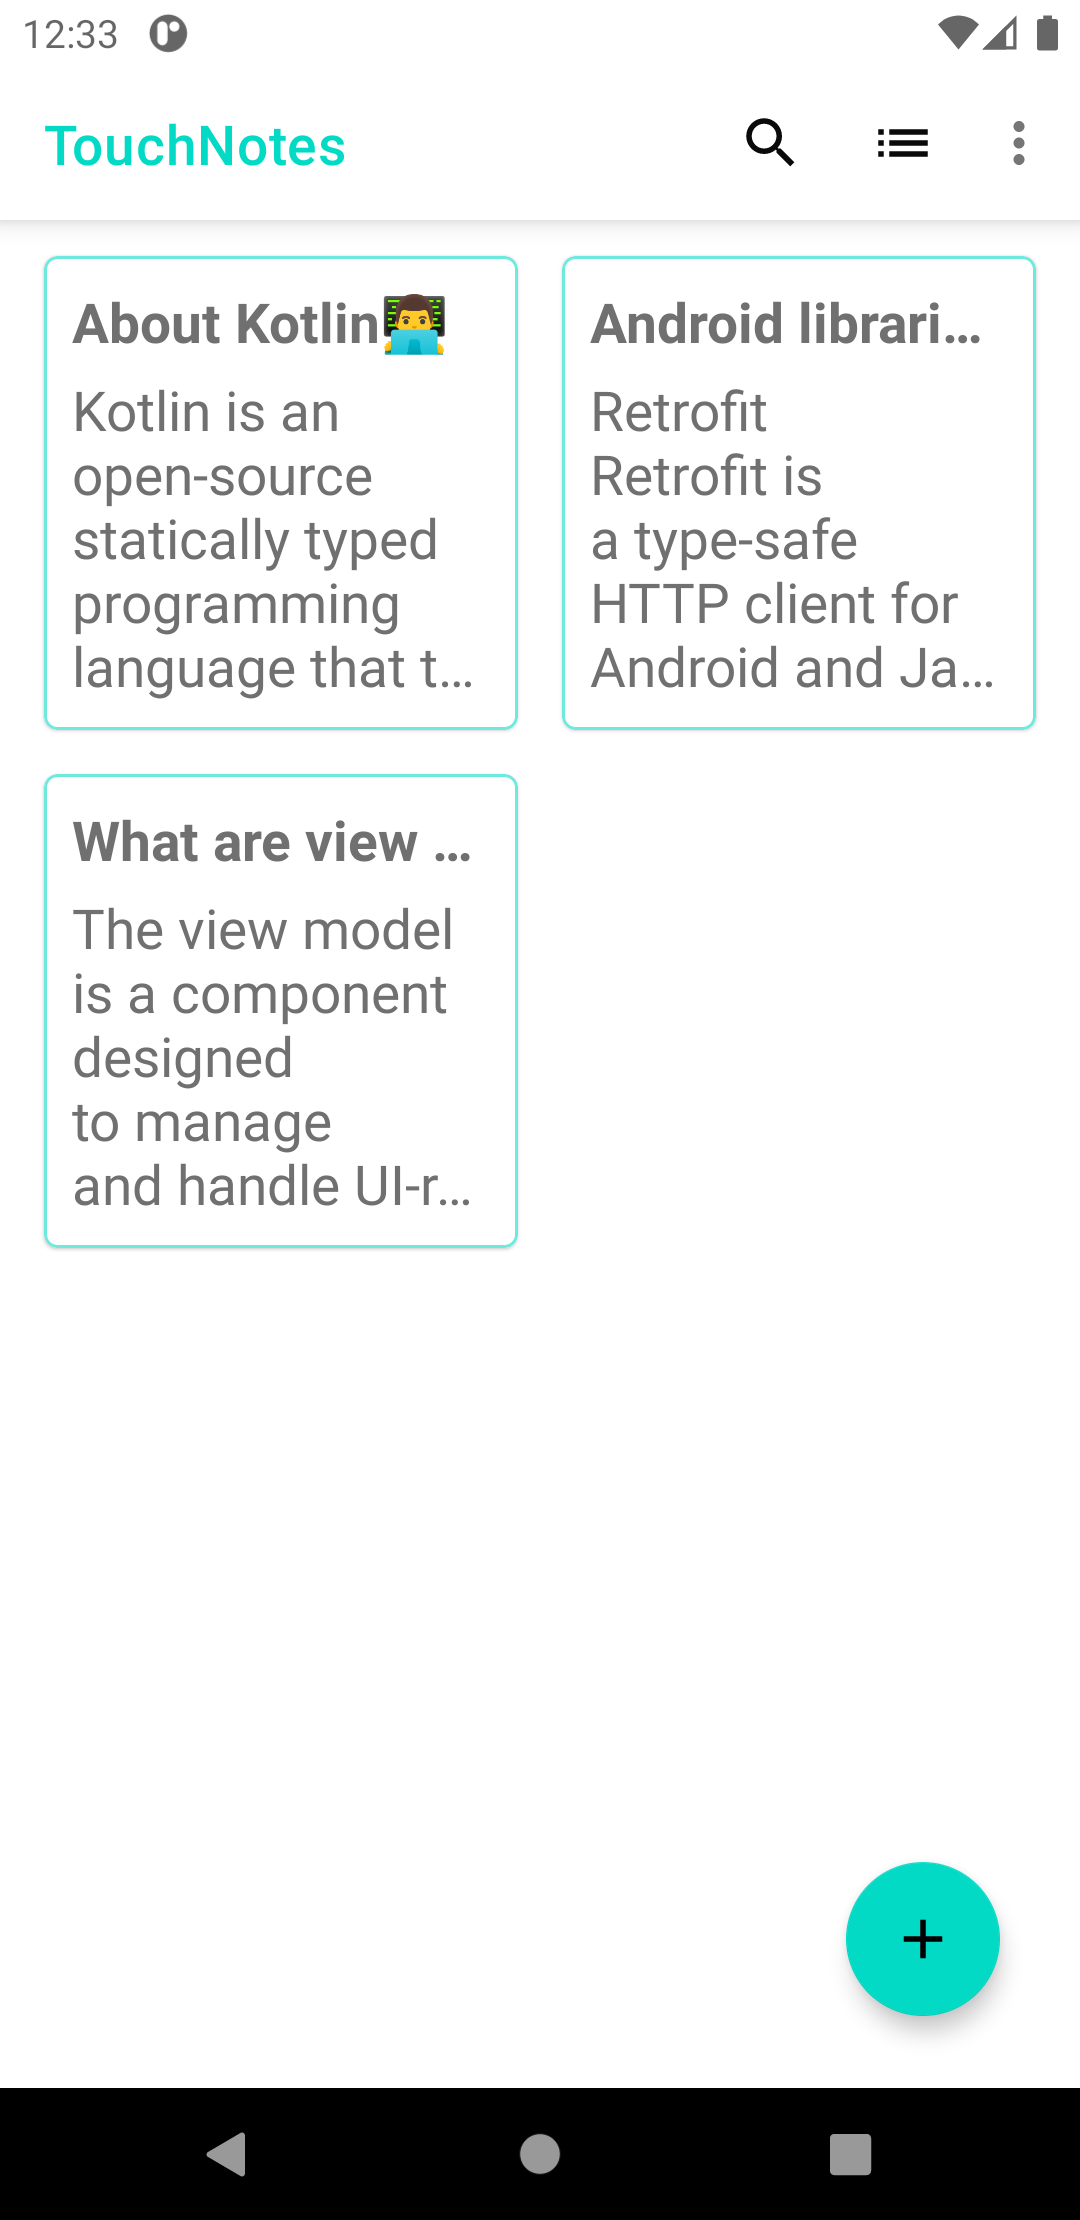 12:33
TouchNotes
About Kotlin👨‍💻
Kotlin is an
open-source
statically typed
programming
language that t...
Android librari...
Retrofit
Retrofit is
a type-safe
HTTP client for
Android and Ja...
What are view ...
The view model
is a component
designed
to manage
and handle UI-r...